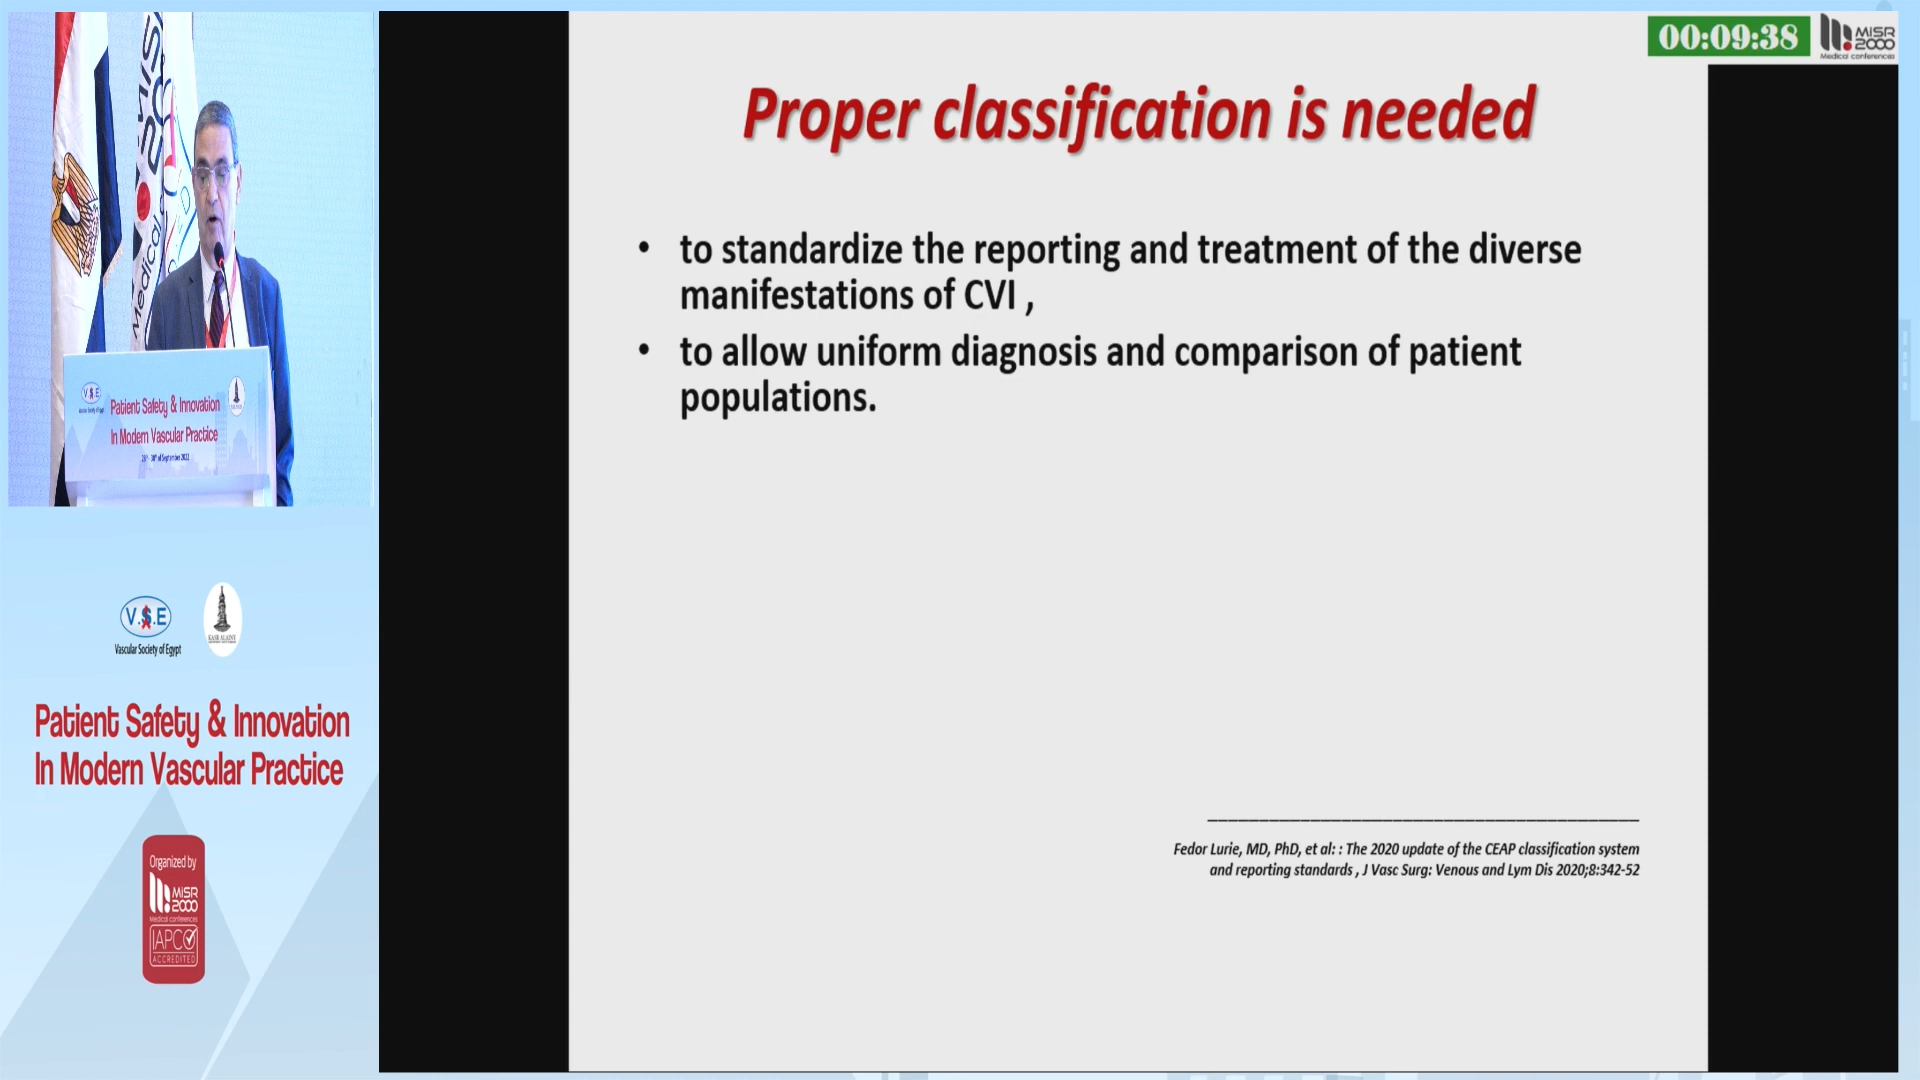 00:09:38
MISR
2000
Medical conferences
Proper classification is needed
• to standardize the reporting and treatment of the diverse
manifestations of CVI ,
• to allow uniform diagnosis and comparison of patient
populations.
Fedor Lurie, MD, PhD, et al: : The 2020 update of the CEAP classification system
and reporting standards , J Vasc Surg: Venous and Lym Dis 2020;8:342-52
Medical
V.S.E
Patient Safety & Innovation
In Modern Vascular Practice
V.S.E
Vascular Society of Egypt
KASR ALAINY
Patient Safety & Innovation
In Modern Vascular Practice
Organized by
MISR
2000
Medical conferences
IAPCO
ACCREDITED